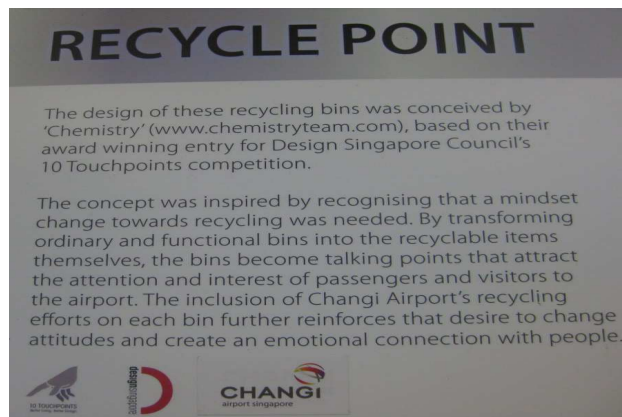 RECYCLE POINT
The design of these recycling bins was conceived by
'Chemistry' (www.chemistryteam.com), based on their
award winning entry for Design Singapore Council's
10 Touchpoints competition.
The concept was inspired by recognising that a mindset
change towards recycling was needed. By transforming
ordinary and functional bins into the recyclable items
themselves, the bins become talking points that attract
the attention and interest of passengers and visitors to
the airport. The inclusion of Changi Airport's recycling
efforts on each bin further reinforces that desire to change
attitudes and create an emotional connection with people.
10 TOUCHPOINTS
designsingapore
CHANGI
airport singapore